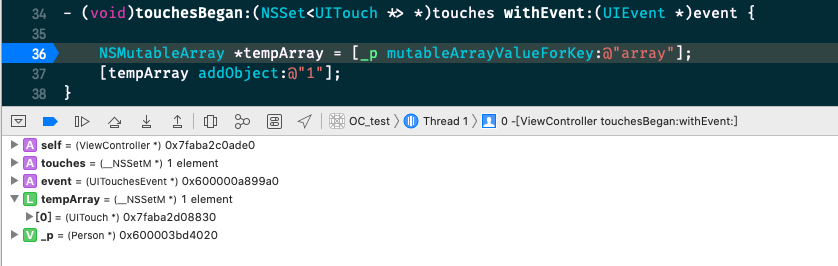 34 - (void)touchesBegan:(NSSet<UITouch *> *)touches withEvent:(UIEvent *)event {
35
36 NSMutableArray *tempArray = [_p mutableArrayValueForKey:@"array"];
37 [tempArray addObject:@"1"];
38 }
OC_test Thread 1 0 -[ViewController touchesBegan:withEvent:]
A self = (ViewController *) 0x7faba2c0ade0
A touches = (__NSSetM *) 1 element
A event = (UITouchesEvent *) 0x600000a899a0
L tempArray = (__NSSetM *) 1 element
[0] = (UITouch *) 0x7faba2d08830
V _p = (Person *) 0x600003bd4020